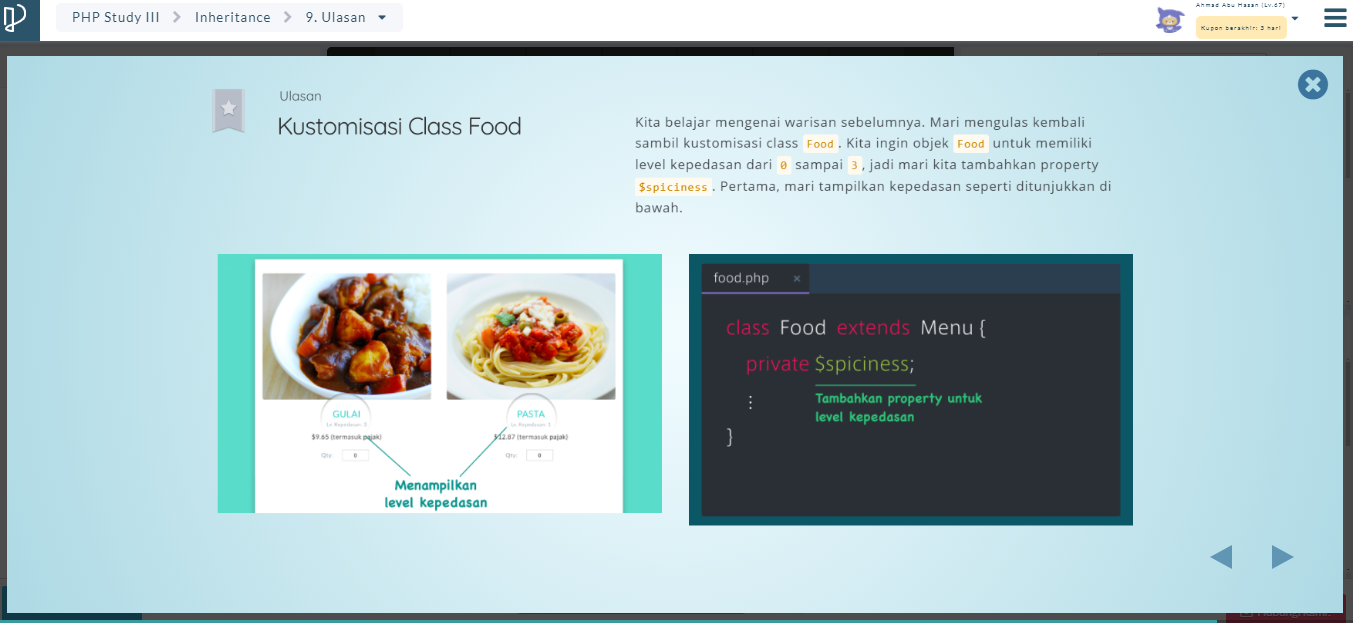 PHP Study III
Inheritance
9. Ulasan
Ahmad Abu Hasan (Lv.67)
Kupon berakhir: 3 hari
Ulasan
Kustomisasi Class Food
Kita belajar mengenai warisan sebelumnya. Mari mengulas kembali
sambil kustomisasi class Food. Kita ingin objek Food untuk memiliki
level kepedasan dari 0 sampai 3, jadi mari kita tambahkan property
$spiciness. Pertama, mari tampilkan kepedasan seperti ditunjukkan di
bawah.
GULAI
Lv. Kepedasan: 3
$9.65 (termasuk pajak)
Qty: 0
PASTA
Lv. Kepedasan: 1
$12.87 (termasuk pajak)
Qty: 0
Menampilkan
level kepedasan
food.php ×
class Food extends Menu {
private $spiciness;
Tambahkan property untuk
level kepedasan
⋮
}